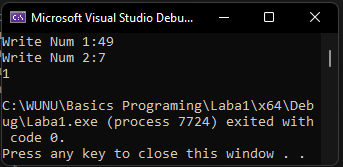 Microsoft Visual Studio Debu...
Write Num 1:49
Write Num 2:7
1
C:\WUNU\Basics Programing\Laba1\x64\Deb
ug\Laba1.exe (process 7724) exited with
code 0.
Press any key to close this window . .